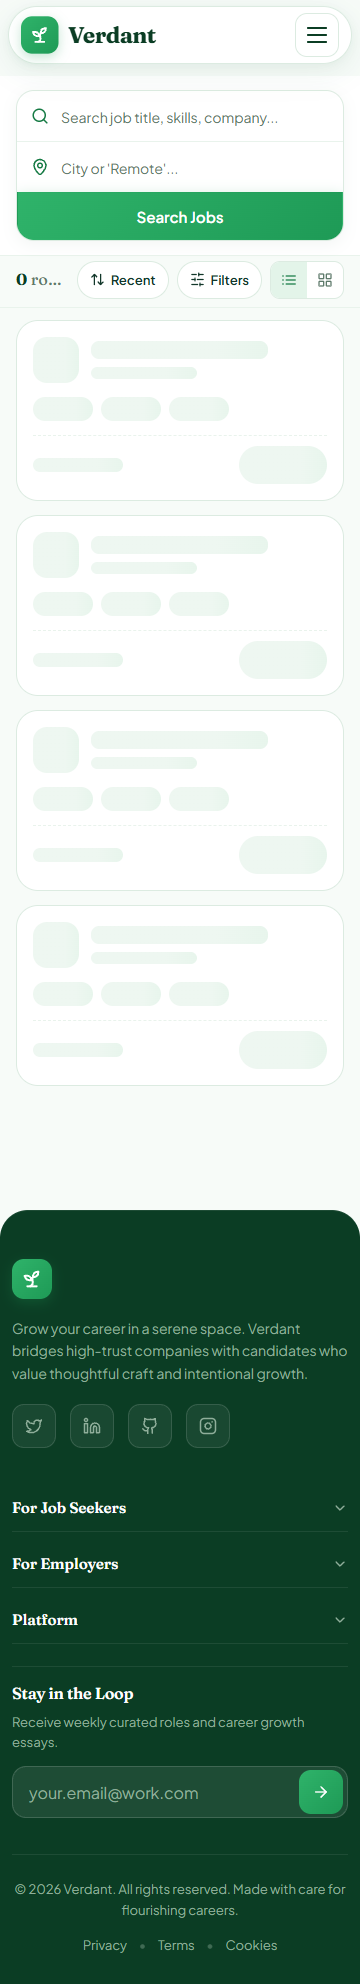 Verdant
Search job title, skills, company...
City or 'Remote'...
Search Jobs
0 ro... Recent Filters
Grow your career in a serene space. Verdant
bridges high-trust companies with candidates who
value thoughtful craft and intentional growth.
For Job Seekers
For Employers
Platform
Stay in the Loop
Receive weekly curated roles and career growth
essays.
your.email@work.com
© 2026 Verdant. All rights reserved. Made with care for
flourishing careers.
Privacy • Terms • Cookies